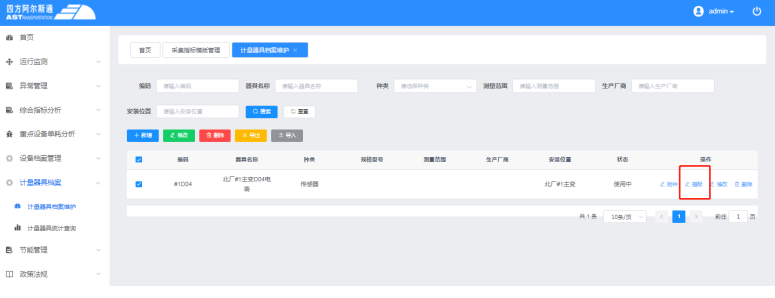 四方阿尔斯通
AST TRANSPORTATION
admin
首页
运行监测
异常管理
综合指标分析
重点设备单耗分析
设备档案管理
计量器具档案
计量器具档案维护
计量器具统计查询
节能管理
政策法规
首页 采集指标模板管理 计量器具档案维护 ×
编码 请输入编码 器具名称 请输入器具名称 种类 请选择种类 测量范围 请输入测量范围 生产厂商 请输入生产厂商
安装位置 请输入安装位置 搜索 重置
+ 新增 修改 删除 导出 导入
编码 器具名称 种类 规格型号 测量范围 生产厂商 安装位置 状态 操作
#1D04 北厂#1主变D04电表 传感器 北厂#1主变 使用中 附件 修改 删除
共 1 条 10条/页 < 1 > 前往 1 页